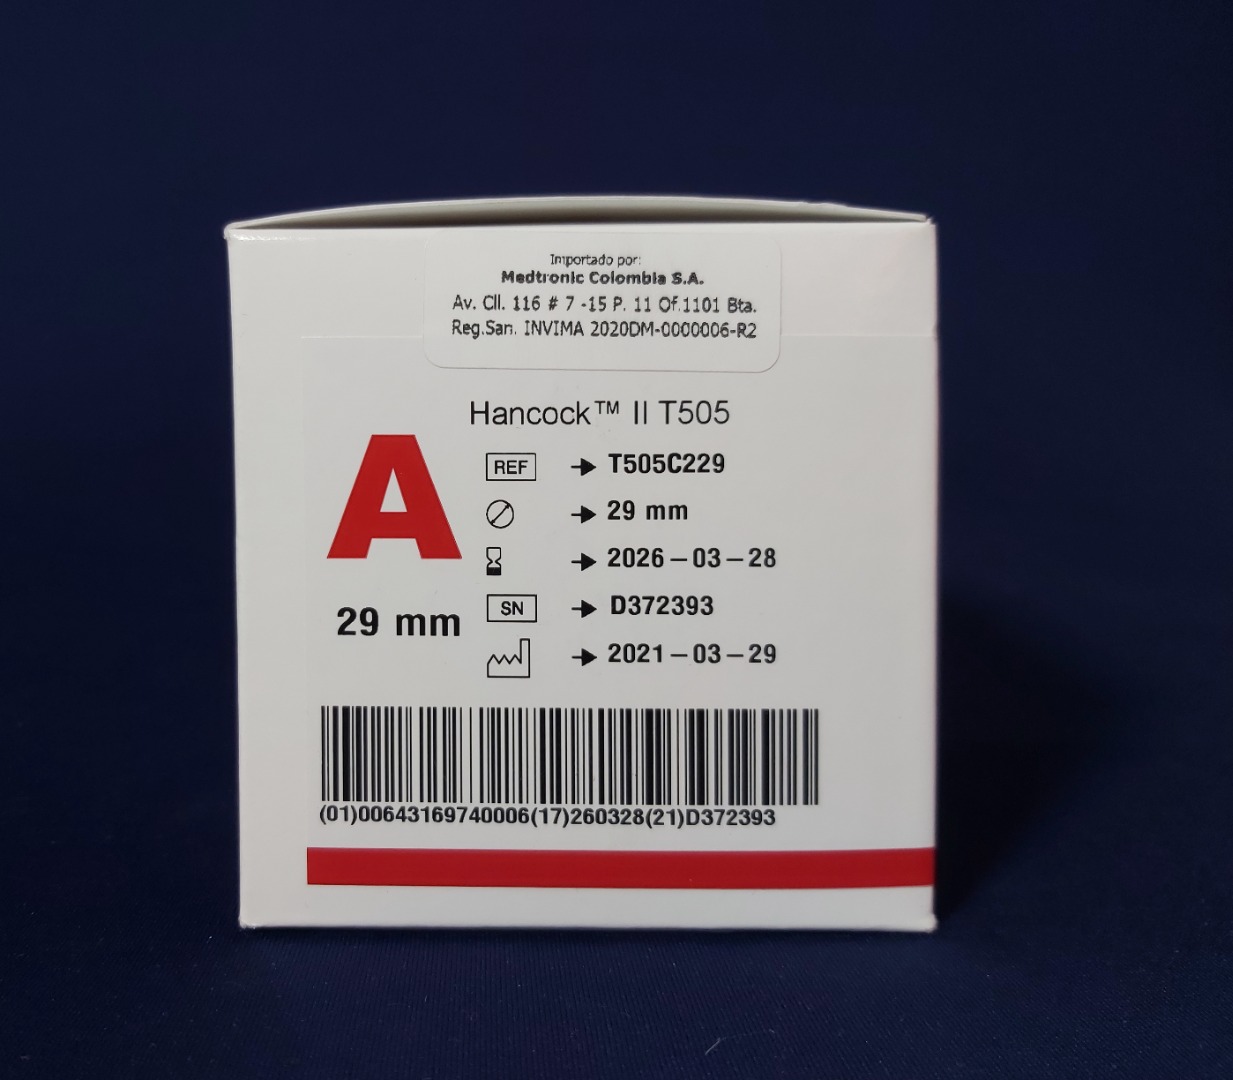 Importado por:
Medtronic Colombia S.A.
Av. Cll. 116 # 7 -15 P. 11 Of.1101 Bta.
Reg.San. INVIMA 2020DM-0000006-R2
Hancock™ II T505
A
29 mm
REF → T505C229
→ 29 mm
→ 2026-03-28
SN → D372393
→ 2021-03-29
(01)00643169740006(17)260328(21)D372393